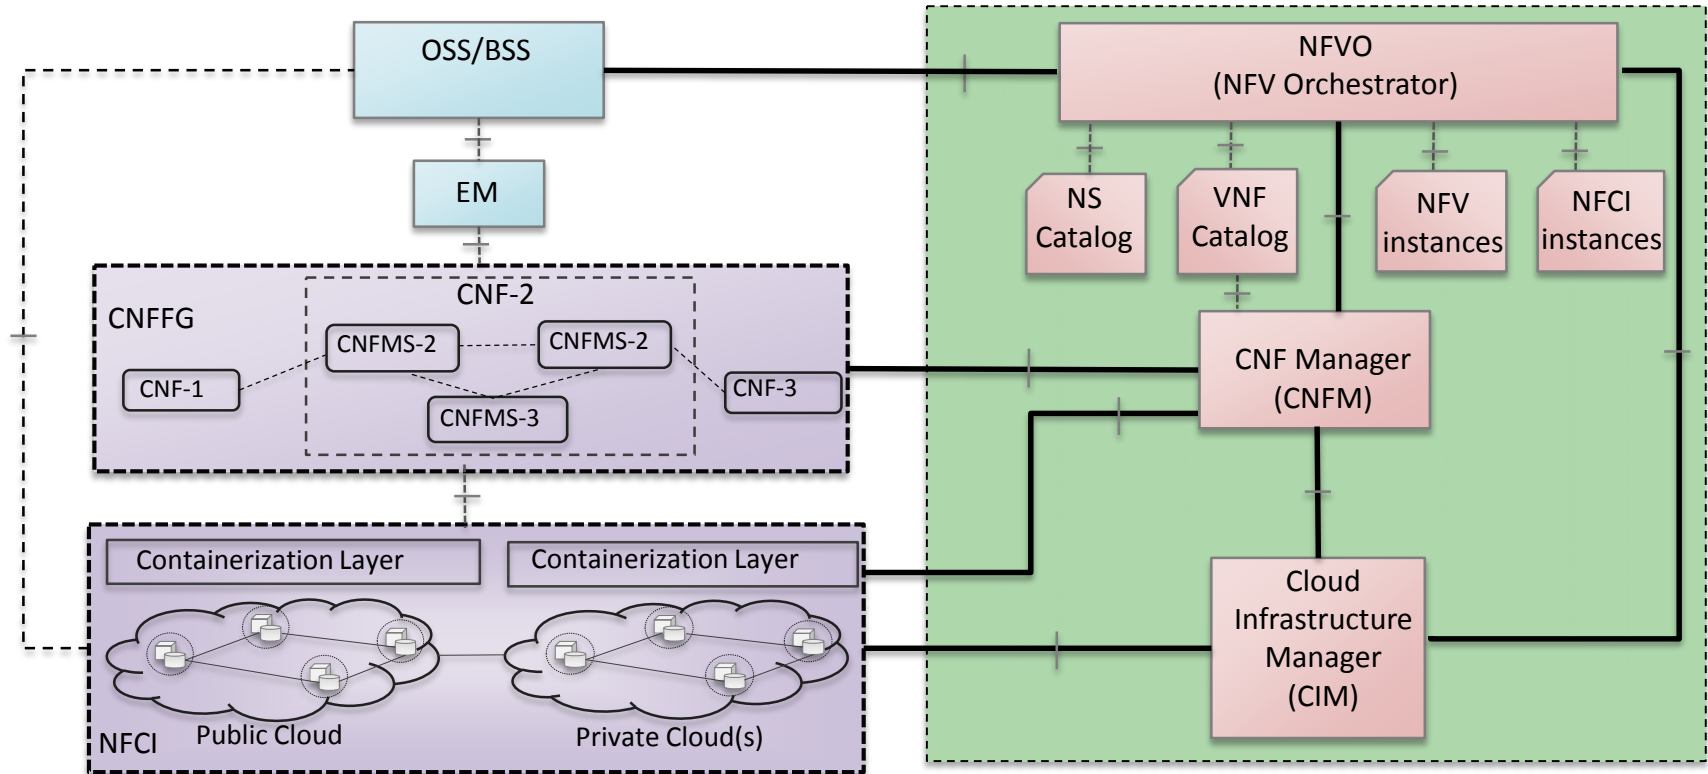 OSS/BSS
NFVO
(NFV Orchestrator)
EM
NS
Catalog
VNF
Catalog
NFV
instances
NFCI
instances
CNFFG
CNF-2
CNFMS-2
CNFMS-2
CNF-1
CNFMS-3
CNF-3
CNF Manager
(CNFM)
Containerization Layer
Containerization Layer
Public Cloud
Private Cloud(s)
NFCI
Cloud
Infrastructure
Manager
(CIM)